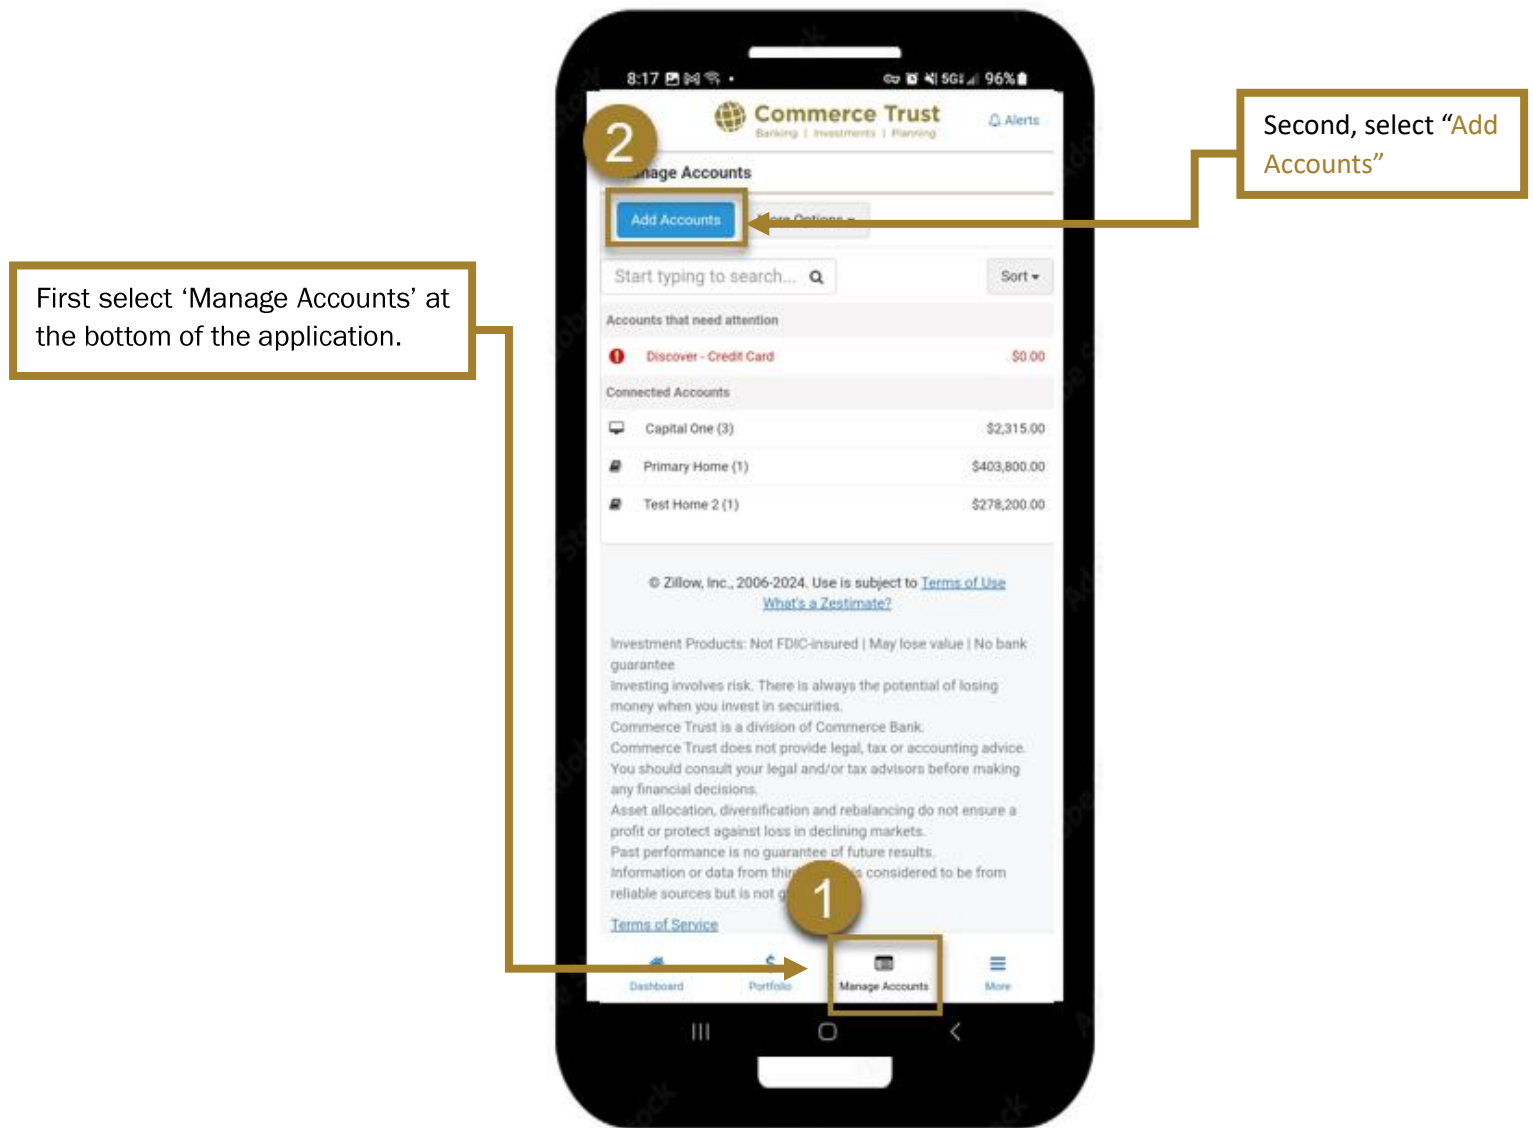 8:17
5G
96%
Commerce Trust
Banking | Investments | Planning
Alerts
2
Manage Accounts
Add Accounts
More Options
Start typing to search...
Sort
Accounts that need attention
Discover - Credit Card $0.00
Connected Accounts
Capital One (3) $2,315.00
Primary Home (1) $403,800.00
Test Home 2 (1) $278,200.00
© Zillow, Inc., 2006-2024. Use is subject to Terms of Use
What's a Zestimate?
Investment Products: Not FDIC-insured | May lose value | No bank
guarantee
Investing involves risk. There is always the potential of losing
money when you invest in securities.
Commerce Trust is a division of Commerce Bank.
Commerce Trust does not provide legal, tax or accounting advice.
You should consult your legal and/or tax advisors before making
any financial decisions.
Asset allocation, diversification and rebalancing do not ensure a
profit or protect against loss in declining markets.
Past performance is no guarantee of future results.
Information or data from third is considered to be from
reliable sources but is not
1
Terms of Service
Dashboard
Portfolio
Manage Accounts
More
First select ‘Manage Accounts’ at
the bottom of the application.
Second, select “Add
Accounts”